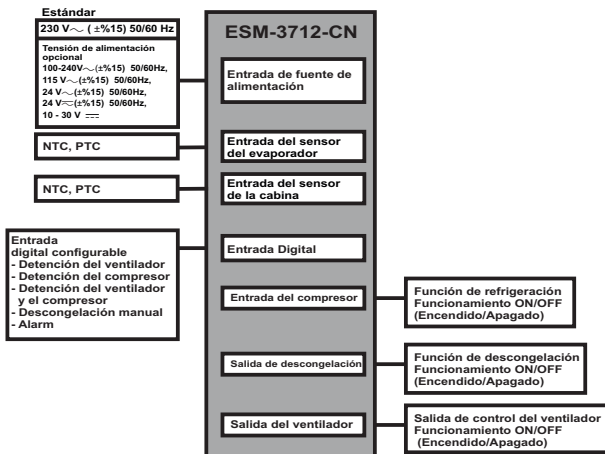 Estándar
230 V～ ( ±%15) 50/60 Hz
Tensión de alimentación
opcional
100-240V～(±%15) 50/60Hz,
115 V～(±%15) 50/60Hz,
24 V～(±%15) 50/60Hz,
24 V⎓(±%15) 50/60Hz,
10 - 30 V ⎓
NTC, PTC
NTC, PTC
Entrada
digital configurable
- Detención del ventilador
- Detención del compresor
- Detención del ventilador
y el compresor
- Descongelación manual
- Alarm
ESM-3712-CN
Entrada de fuente de
alimentación
Entrada del sensor
del evaporador
Entrada del sensor
de la cabina
Entrada Digital
Entrada del compresor
Salida de descongelación
Salida del ventilador
Función de refrigeración
Funcionamiento ON/OFF
(Encendido/Apagado)
Función de descongelación
Funcionamiento ON/OFF
(Encendido/Apagado)
Salida de control del ventilador
Funcionamiento ON/OFF
(Encendido/Apagado)